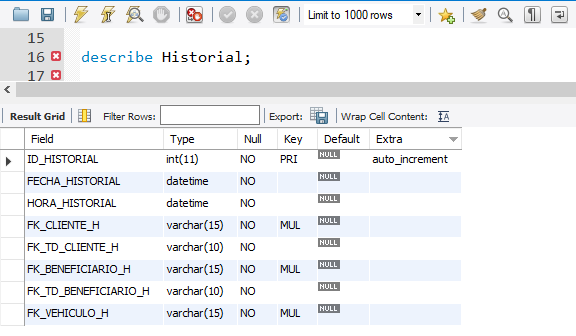 Limit to 1000 rows
15
16 describe Historial;
17
Result Grid Filter Rows: Export: Wrap Cell Content: IA
Field Type Null Key Default Extra
ID_HISTORIAL int(11) NO PRI NULL auto_increment
FECHA_HISTORIAL datetime NO NULL
HORA_HISTORIAL datetime NO NULL
FK_CLIENTE_H varchar(15) NO MUL NULL
FK_TD_CLIENTE_H varchar(10) NO NULL
FK_BENEFICIARIO_H varchar(15) NO MUL NULL
FK_TD_BENEFICIARIO_H varchar(10) NO NULL
FK_VEHICULO_H varchar(15) NO MUL NULL